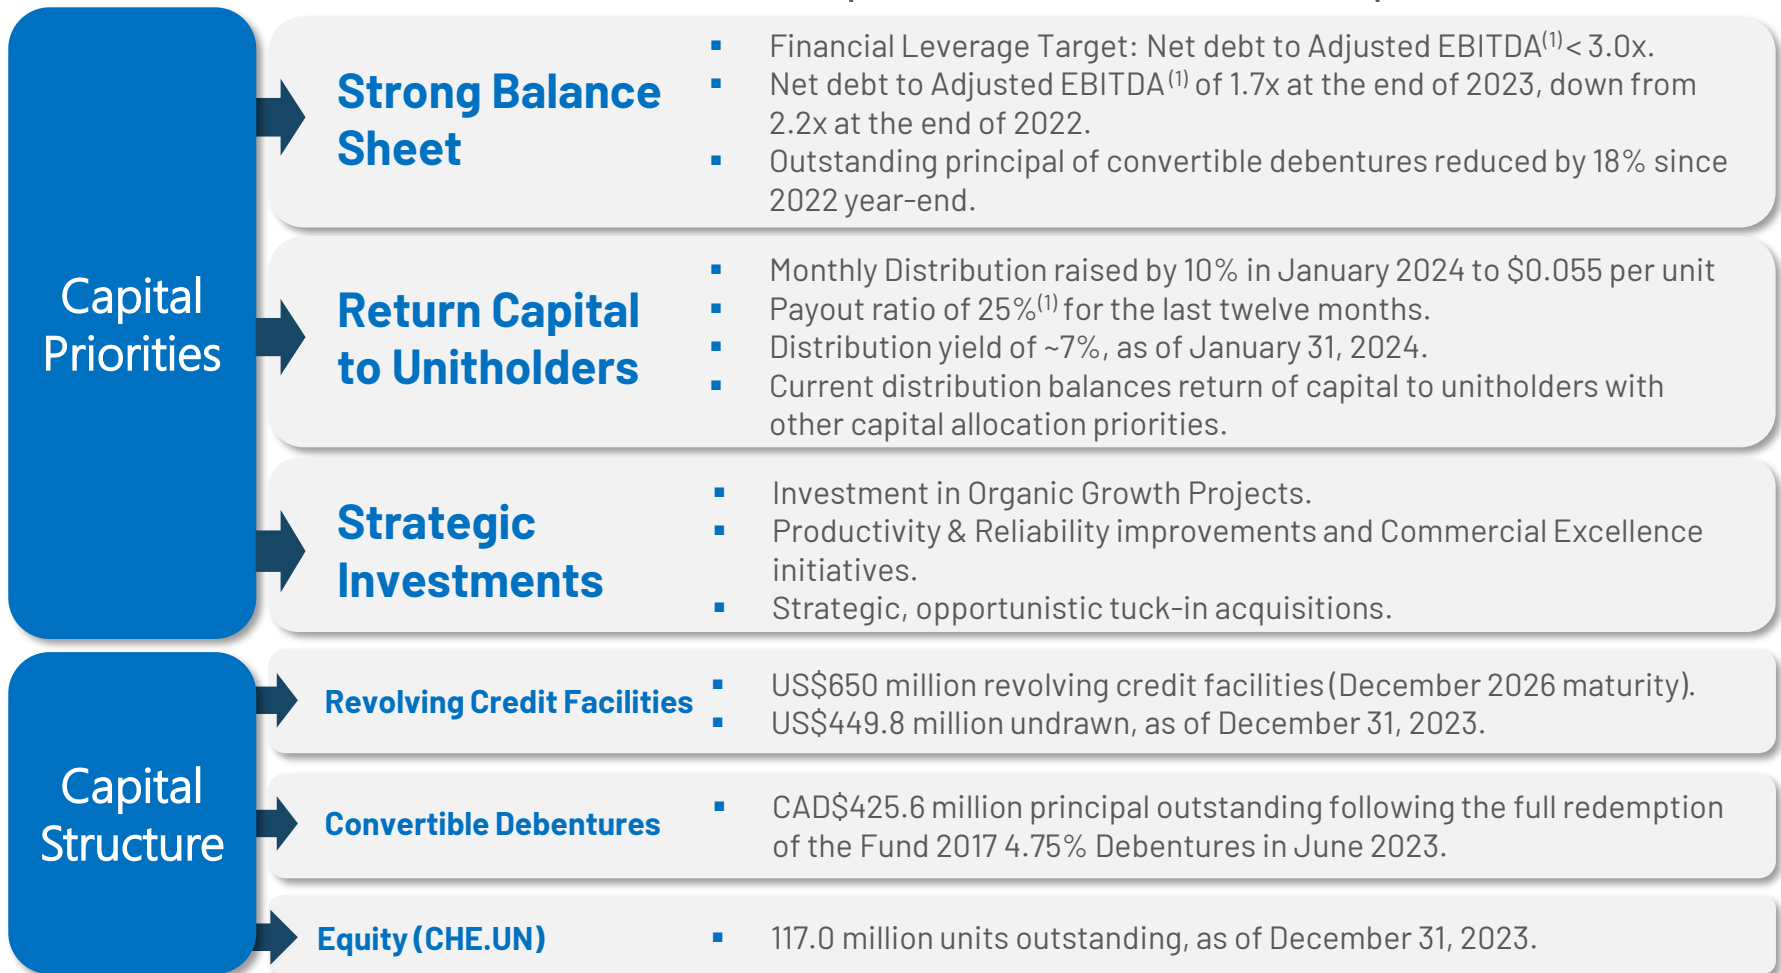 Capital
Priorities
Strong Balance
Sheet
▪ Financial Leverage Target: Net debt to Adjusted EBITDA(1) < 3.0x.
▪ Net debt to Adjusted EBITDA(1) of 1.7x at the end of 2023, down from
2.2x at the end of 2022.
▪ Outstanding principal of convertible debentures reduced by 18% since
2022 year-end.
Return Capital
to Unitholders
▪ Monthly Distribution raised by 10% in January 2024 to $0.055 per unit
▪ Payout ratio of 25%(1) for the last twelve months.
▪ Distribution yield of ~7%, as of January 31, 2024.
▪ Current distribution balances return of capital to unitholders with
other capital allocation priorities.
Strategic
Investments
▪ Investment in Organic Growth Projects.
▪ Productivity & Reliability improvements and Commercial Excellence
initiatives.
▪ Strategic, opportunistic tuck-in acquisitions.
Capital
Structure
Revolving Credit Facilities
▪ US$650 million revolving credit facilities (December 2026 maturity).
▪ US$449.8 million undrawn, as of December 31, 2023.
Convertible Debentures
▪ CAD$425.6 million principal outstanding following the full redemption
of the Fund 2017 4.75% Debentures in June 2023.
Equity (CHE.UN)
▪ 117.0 million units outstanding, as of December 31, 2023.